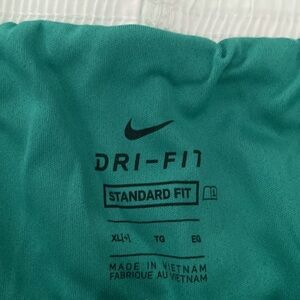 DRI-FIT
STANDARD FIT
XL(+) TG EG
MADE IN VIETNAM
FABRIQUÉ AU VIETNAM